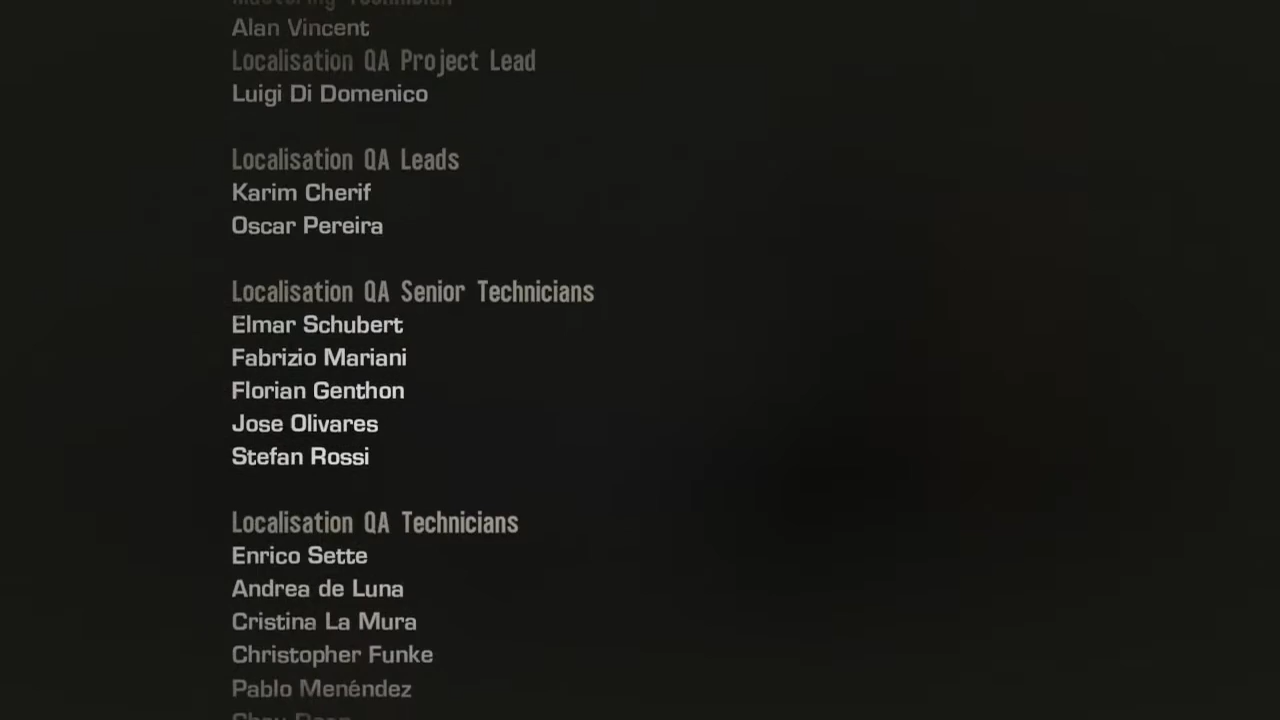 Mastering Technician
Alan Vincent
Localisation QA Project Lead
Luigi Di Domenico
Localisation QA Leads
Karim Cherif
Oscar Pereira
Localisation QA Senior Technicians
Elmar Schubert
Fabrizio Mariani
Florian Genthon
Jose Olivares
Stefan Rossi
Localisation QA Technicians
Enrico Sette
Andrea de Luna
Cristina La Mura
Christopher Funke
Pablo Menéndez